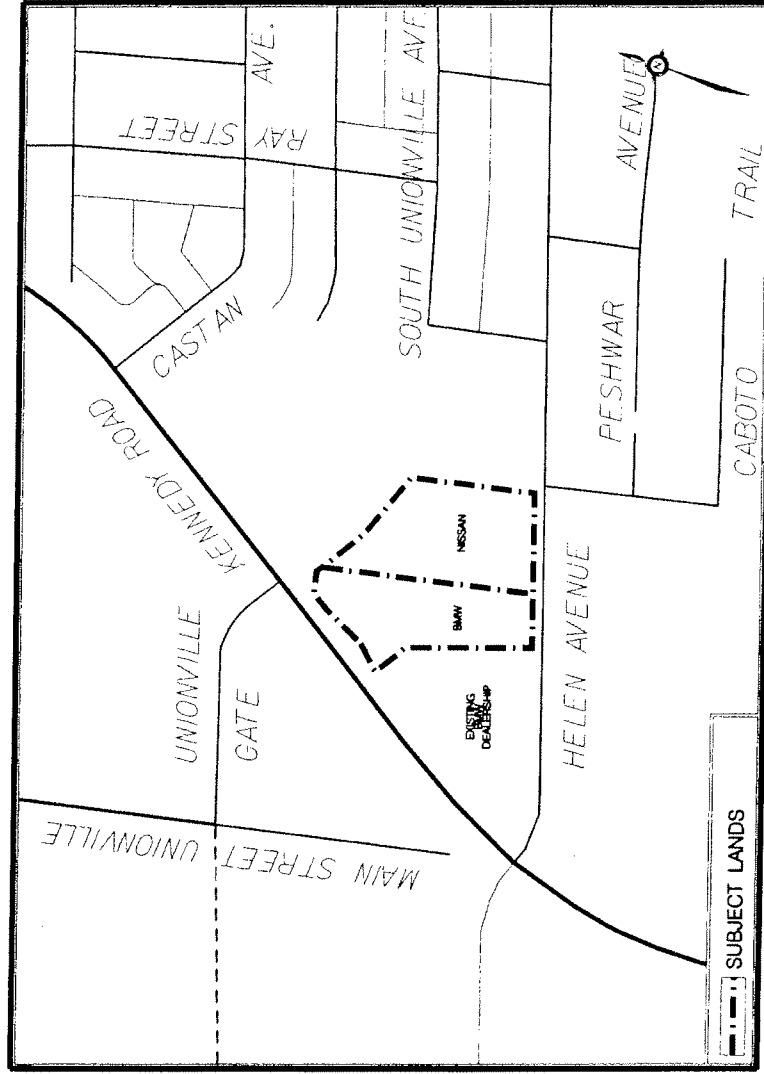 AVE.
RAY STREET
SOUTH UNIONVILLE AVE.
AVENUE
N
TRAIL
CASTAN
KENNEDY ROAD
PESHWAR
CABOTO
UNIONVILLE
GATE
NISSAN
BMW
EXISTING
BMW
DEALERSHIP
HELEN AVENUE
MAIN STREET UNIONVILLE
SUBJECT LANDS